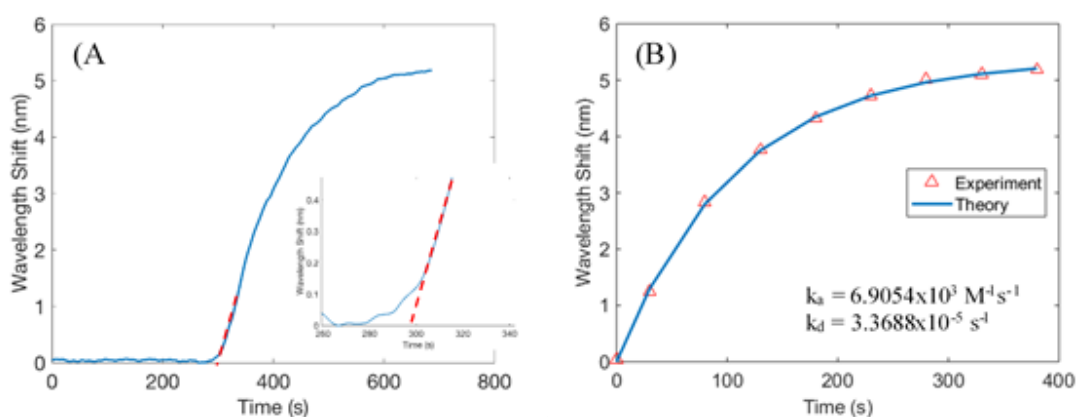 (A
6
5
4
3
2
1
0
Wavelength Shift (nm)
0 200 400 600 800
Time (s)
0.4
0.3
0.2
0.1
0
Wavelength Shift (nm)
260 280 300 320 340
Time (s)
(B)
6
5
4
3
2
1
0
Wavelength Shift (nm)
Experiment
Theory
kₐ = 6.9054x10³ M⁻¹s⁻¹
k_d = 3.3688x10⁻⁵ s⁻¹
0 100 200 300 400
Time (s)